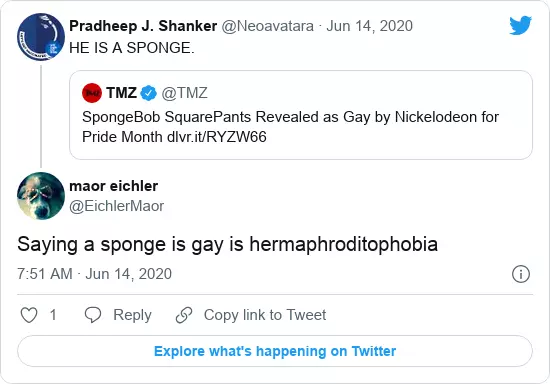 Pradheep J. Shanker @Neoavatara · Jun 14, 2020
HE IS A SPONGE.
TMZ @TMZ
SpongeBob SquarePants Revealed as Gay by Nickelodeon for
Pride Month dlvr.it/RYZW66
maor eichler
@EichlerMaor
Saying a sponge is gay is hermaphroditophobia
7:51 AM · Jun 14, 2020
1 Reply Copy link to Tweet
Explore what's happening on Twitter